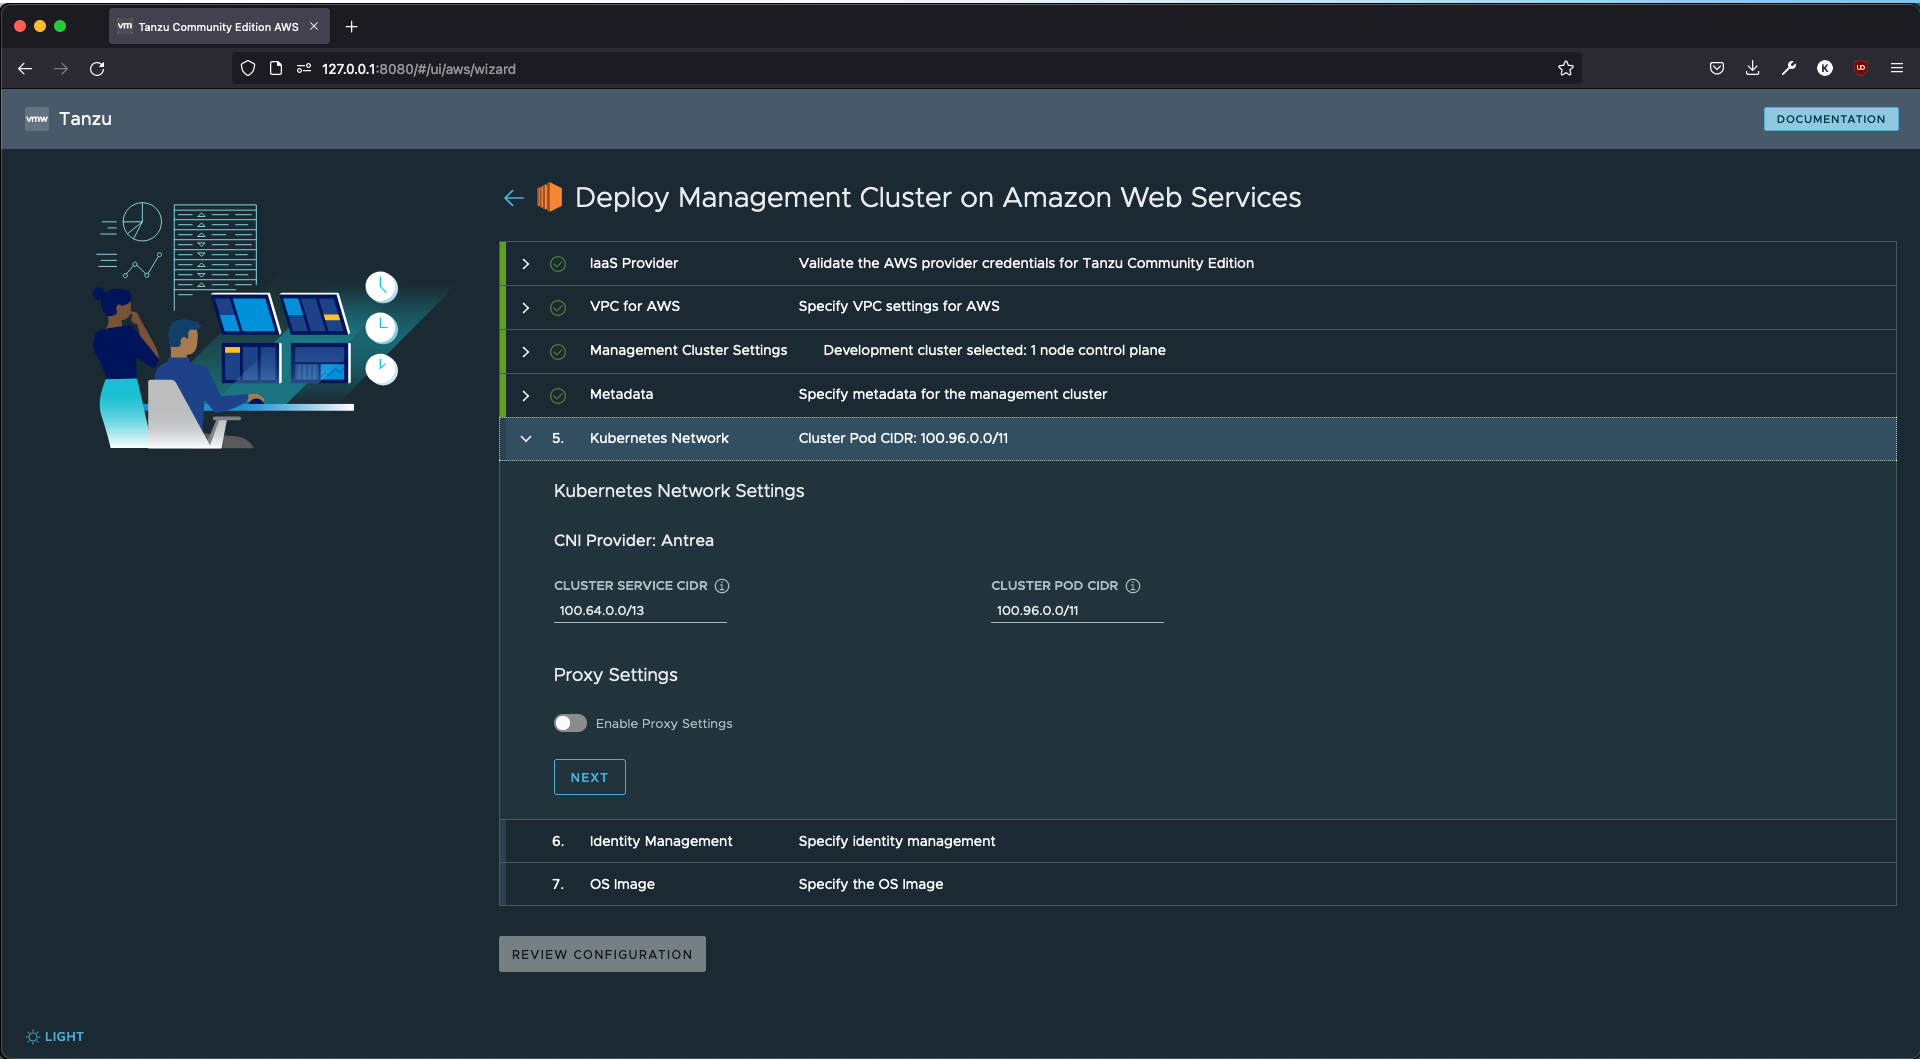 vm Tanzu Community Edition AWS
127.0.0.1:8080/#/ui/aws/wizard
K
UD
vmw Tanzu
DOCUMENTATION
Deploy Management Cluster on Amazon Web Services
IaaS Provider Validate the AWS provider credentials for Tanzu Community Edition
VPC for AWS Specify VPC settings for AWS
Management Cluster Settings Development cluster selected: 1 node control plane
Metadata Specify metadata for the management cluster
5. Kubernetes Network Cluster Pod CIDR: 100.96.0.0/11
Kubernetes Network Settings
CNI Provider: Antrea
CLUSTER SERVICE CIDR CLUSTER POD CIDR
100.64.0.0/13 100.96.0.0/11
Proxy Settings
Enable Proxy Settings
NEXT
6. Identity Management Specify identity management
7. OS Image Specify the OS Image
REVIEW CONFIGURATION
LIGHT